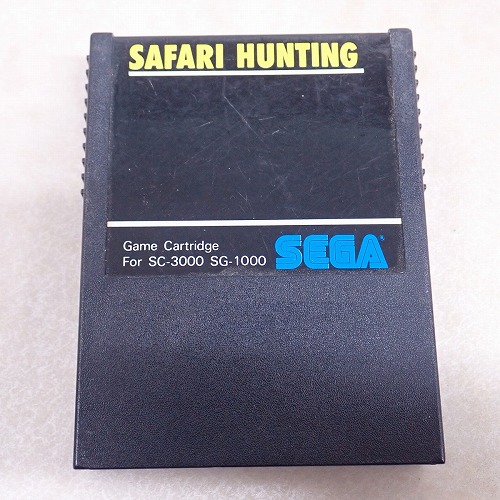 SAFARI HUNTING
Game Cartridge
For SC-3000 SG-1000
SEGA